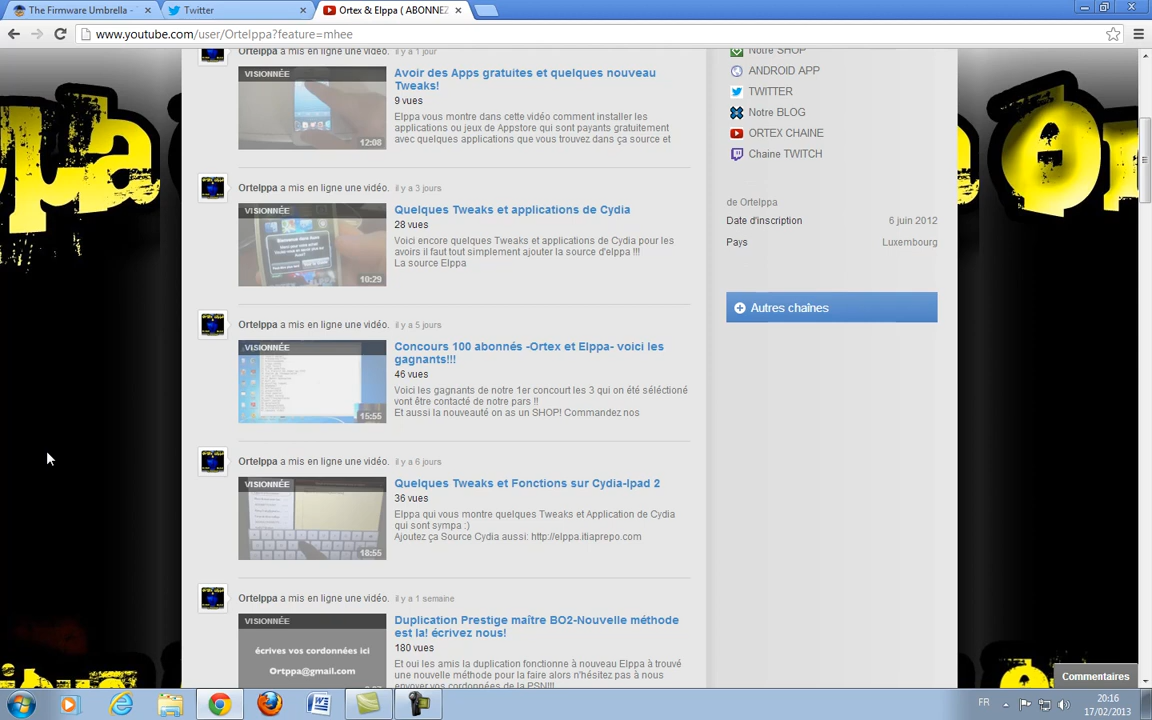 The Firmware Umbrella -
Twitter
Ortex & Elppa ( ABONNEZ
www.youtube.com/user/Ortelppa?feature=mhee
Ortelppa a mis en ligne une vidéo. il y a 1 jour
VISIONNÉE
12:08
Avoir des Apps gratuites et quelques nouveau
Tweaks!
9 vues
Elppa vous montre dans cette vidéo comment installer les
applications ou jeux de Appstore qui sont payants gratuitement
avec quelques applications que vous trouvez dans ça source et
Ortelppa a mis en ligne une vidéo. il y a 3 jours
VISIONNÉE
10:29
Quelques Tweaks et applications de Cydia
28 vues
Voici encore quelques Tweaks et applications de Cydia pour les
avoirs il faut tout simplement ajouter la source d'elppa !!!
La source Elppa
Ortelppa a mis en ligne une vidéo. il y a 5 jours
VISIONNÉE
15:55
Concours 100 abonnés -Ortex et Elppa- voici les
gagnants!!!
46 vues
Voici les gagnants de notre 1er concourt les 3 qui on été séléctioné
vont être contacté de notre pars !!
Et aussi la nouveauté on as un SHOP! Commandez nos
Ortelppa a mis en ligne une vidéo. il y a 6 jours
VISIONNÉE
18:55
Quelques Tweaks et Fonctions sur Cydia-Ipad 2
36 vues
Elppa qui vous montre quelques Tweaks et Application de Cydia
qui sont sympa :)
Ajoutez ça Source Cydia aussi: http://elppa.itiaprepo.com
Ortelppa a mis en ligne une vidéo. il y a 1 semaine
VISIONNÉE
écrives vos cordonnées ici
Ortppa@gmail.com
Duplication Prestige maître BO2-Nouvelle méthode
est la! écrivez nous!
180 vues
Et oui les amis la duplication fonctionne à nouveau Elppa à trouvé
une nouvelle méthode pour la faire alors n'hésitez pas à nous
envoyer vos cordonnées de la PSN!!!
Notre SHOP
ANDROID APP
TWITTER
Notre BLOG
ORTEX CHAINE
Chaine TWITCH
de Ortelppa
Date d'inscription 6 juin 2012
Pays Luxembourg
Autres chaînes
Commentaires
FR
20:16
17/02/2013